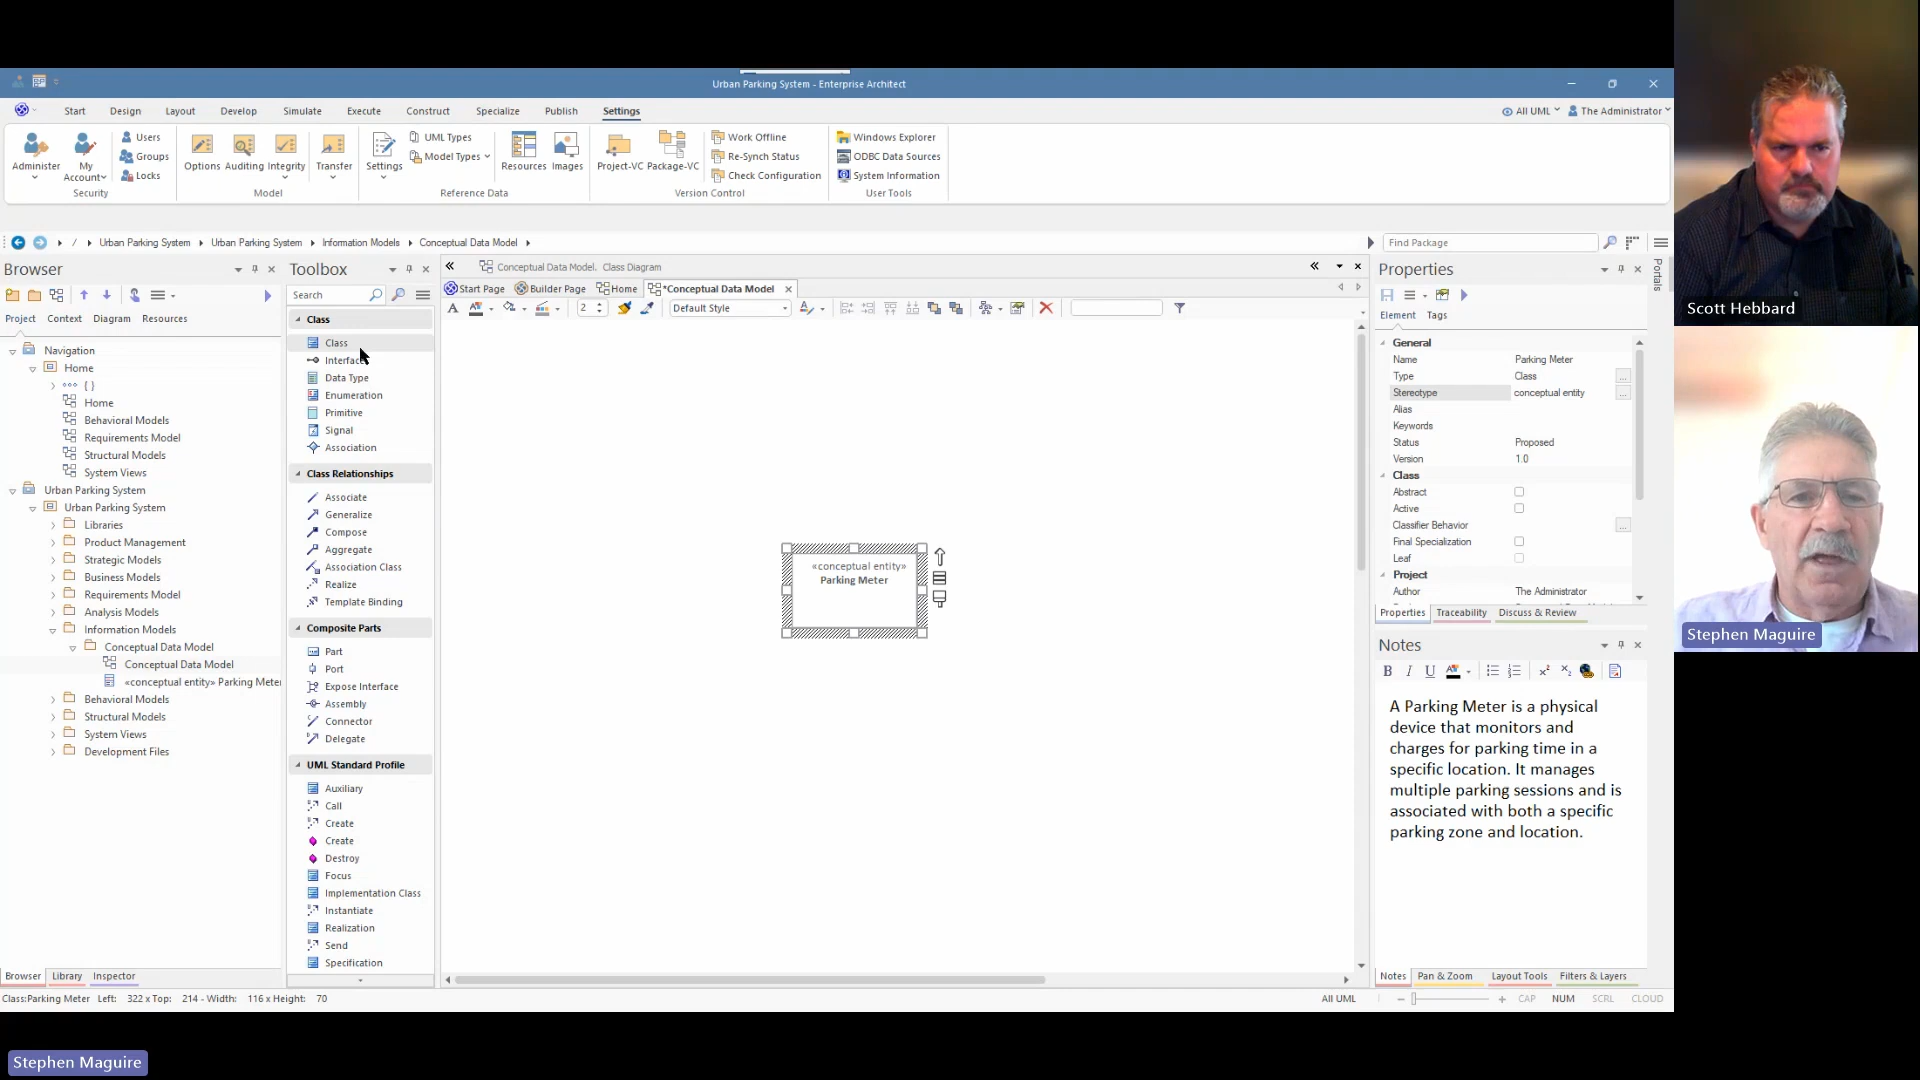 Urban Parking System - Enterprise Architect
Start Design Layout Develop Simulate Execute Construct Specialize Publish Settings
All UML The Administrator
Administer
My Account
Users
Groups
Locks
Security
Options Auditing Integrity Transfer
Model
Settings
UML Types
Model Types
Resources Images
Reference Data
Project-VC Package-VC
Work Offline
Re-Synch Status
Check Configuration
Version Control
Windows Explorer
ODBC Data Sources
System Information
User Tools
/ Urban Parking System Urban Parking System Information Models Conceptual Data Model
Find Package
Browser
Project Context Diagram Resources
Navigation
Home
{ }
Home
Behavioral Models
Requirements Model
Structural Models
System Views
Urban Parking System
Urban Parking System
Libraries
Product Management
Strategic Models
Business Models
Requirements Model
Analysis Models
Information Models
Conceptual Data Model
Conceptual Data Model
«conceptual entity» Parking Meter
Behavioral Models
Structural Models
System Views
Development Files
Browser Library Inspector
Toolbox
Search
Class
Class
Interface
Data Type
Enumeration
Primitive
Signal
Association
Class Relationships
Associate
Generalize
Compose
Aggregate
Association Class
Realize
Template Binding
Composite Parts
Part
Port
Expose Interface
Assembly
Connector
Delegate
UML Standard Profile
Auxiliary
Call
Create
Create
Destroy
Focus
Implementation Class
Instantiate
Realization
Send
Specification
Conceptual Data Model. Class Diagram
Start Page Builder Page Home *Conceptual Data Model
2 Default Style
«conceptual entity»
Parking Meter
Properties
Element Tags
General
Name Parking Meter
Type Class
Stereotype conceptual entity
Alias
Keywords
Status Proposed
Version 1.0
Class
Abstract
Active
Classifier Behavior
Final Specialization
Leaf
Project
Author The Administrator
Properties Traceability Discuss & Review
Portals
Notes
B I U
A Parking Meter is a physical
device that monitors and
charges for parking time in a
specific location. It manages
multiple parking sessions and is
associated with both a specific
parking zone and location.
Notes Pan & Zoom Layout Tools Filters & Layers
Class:Parking Meter Left: 322 x Top: 214 - Width: 116 x Height: 70
All UML CAP NUM SCRL CLOUD
Scott Hebbard
Stephen Maguire
Stephen Maguire